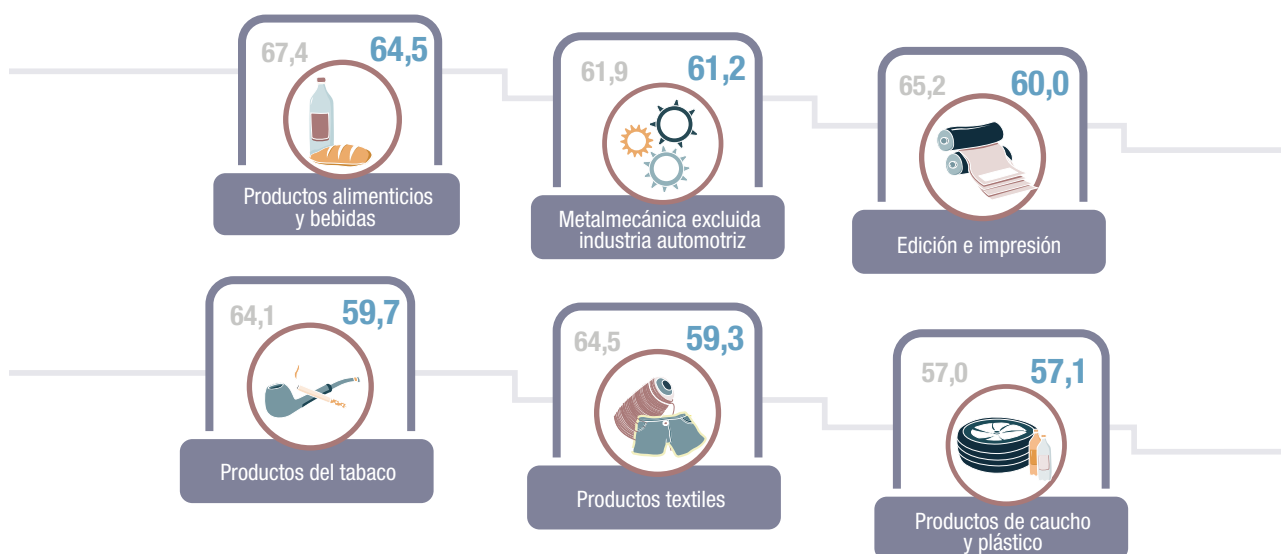 67,4 64,5
Productos alimenticios
y bebidas
61,9 61,2
Metalmecánica excluida
industria automotriz
65,2 60,0
Edición e impresión
64,1 59,7
Productos del tabaco
64,5 59,3
Productos textiles
57,0 57,1
Productos de caucho
y plástico